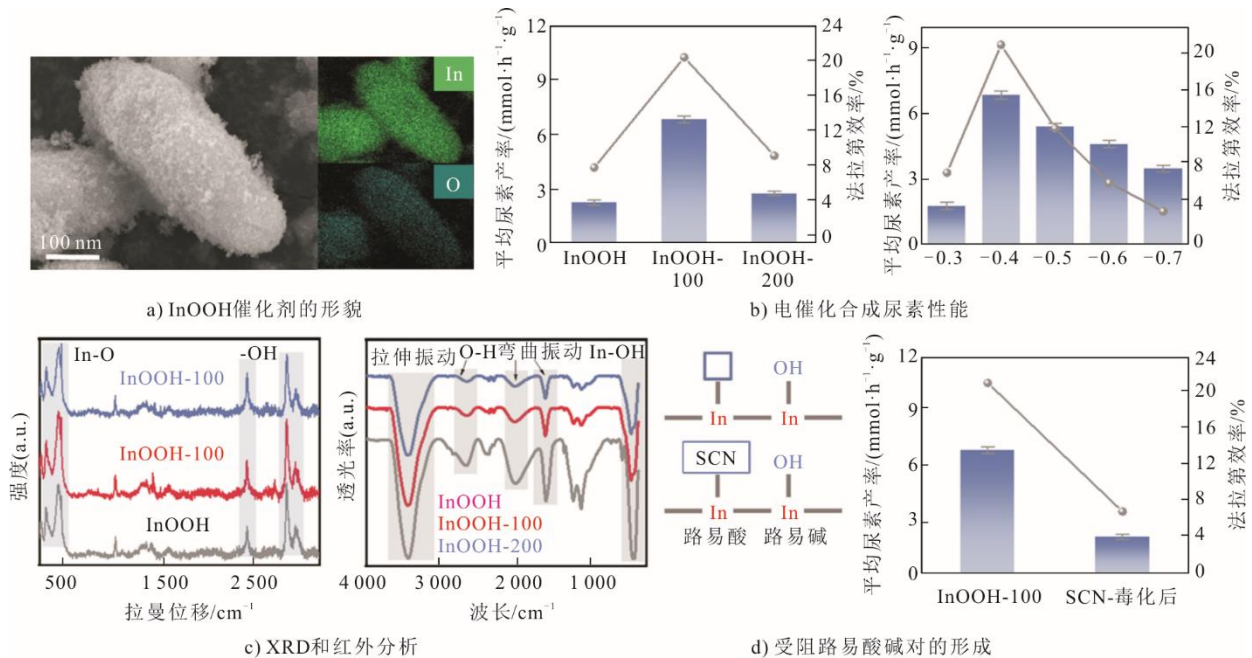 In
O
100 nm
a) InOOH催化剂的形貌
平均尿素产率/(mmol·h⁻¹·g⁻¹)
12
9
6
3
0
InOOH
InOOH-
100
InOOH-
200
24
20
16
12
8
4
0
法拉第效率/%
平均尿素产率/(mmol·h⁻¹·g⁻¹)
9
6
3
0
-0.3
-0.4
-0.5
-0.6
-0.7
20
16
12
8
4
0
法拉第效率/%
b) 电催化合成尿素性能
强度(a.u.)
In-O
-OH
InOOH-100
InOOH-100
InOOH
500
1 500
2 500
拉曼位移/cm⁻¹
透光率(a.u.)
拉伸振动
O-H弯曲振动
In-OH
InOOH
InOOH-100
InOOH-200
4 000
3 000
2 000
1 000
波长/cm⁻¹
c) XRD和红外分析
OH
In
In
SCN
OH
In
In
路易酸
路易碱
平均尿素产率/(mmol·h⁻¹·g⁻¹)
12
9
6
3
0
InOOH-100
SCN-毒化后
24
20
16
12
8
4
0
法拉第效率/%
d) 受阻路易酸碱对的形成